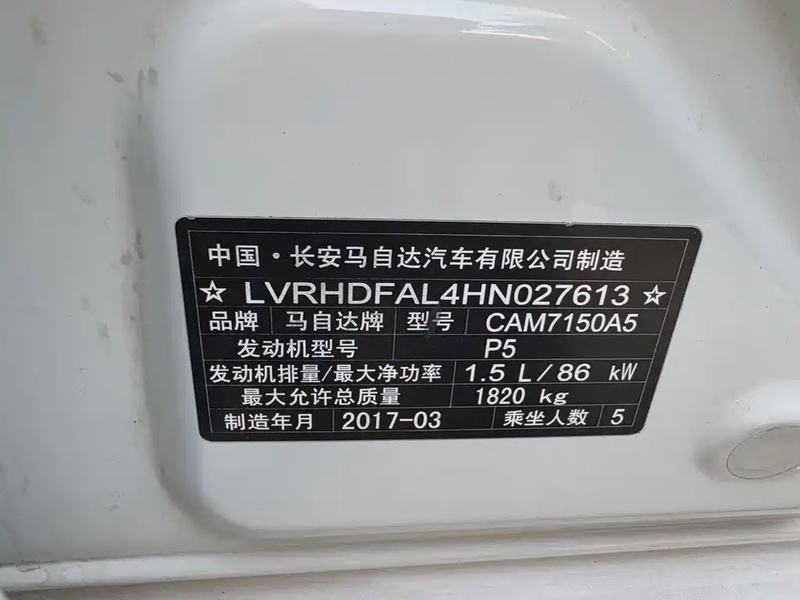 中国·长安马自达汽车有限公司制造
☆ LVRHDFAL4HN027613 ☆
品牌 马自达牌 型号 CAM7150A5
发动机型号 P5
发动机排量/最大净功率 1.5 L/86 kW
最大允许总质量 1820 kg
制造年月 2017-03 乘坐人数 5